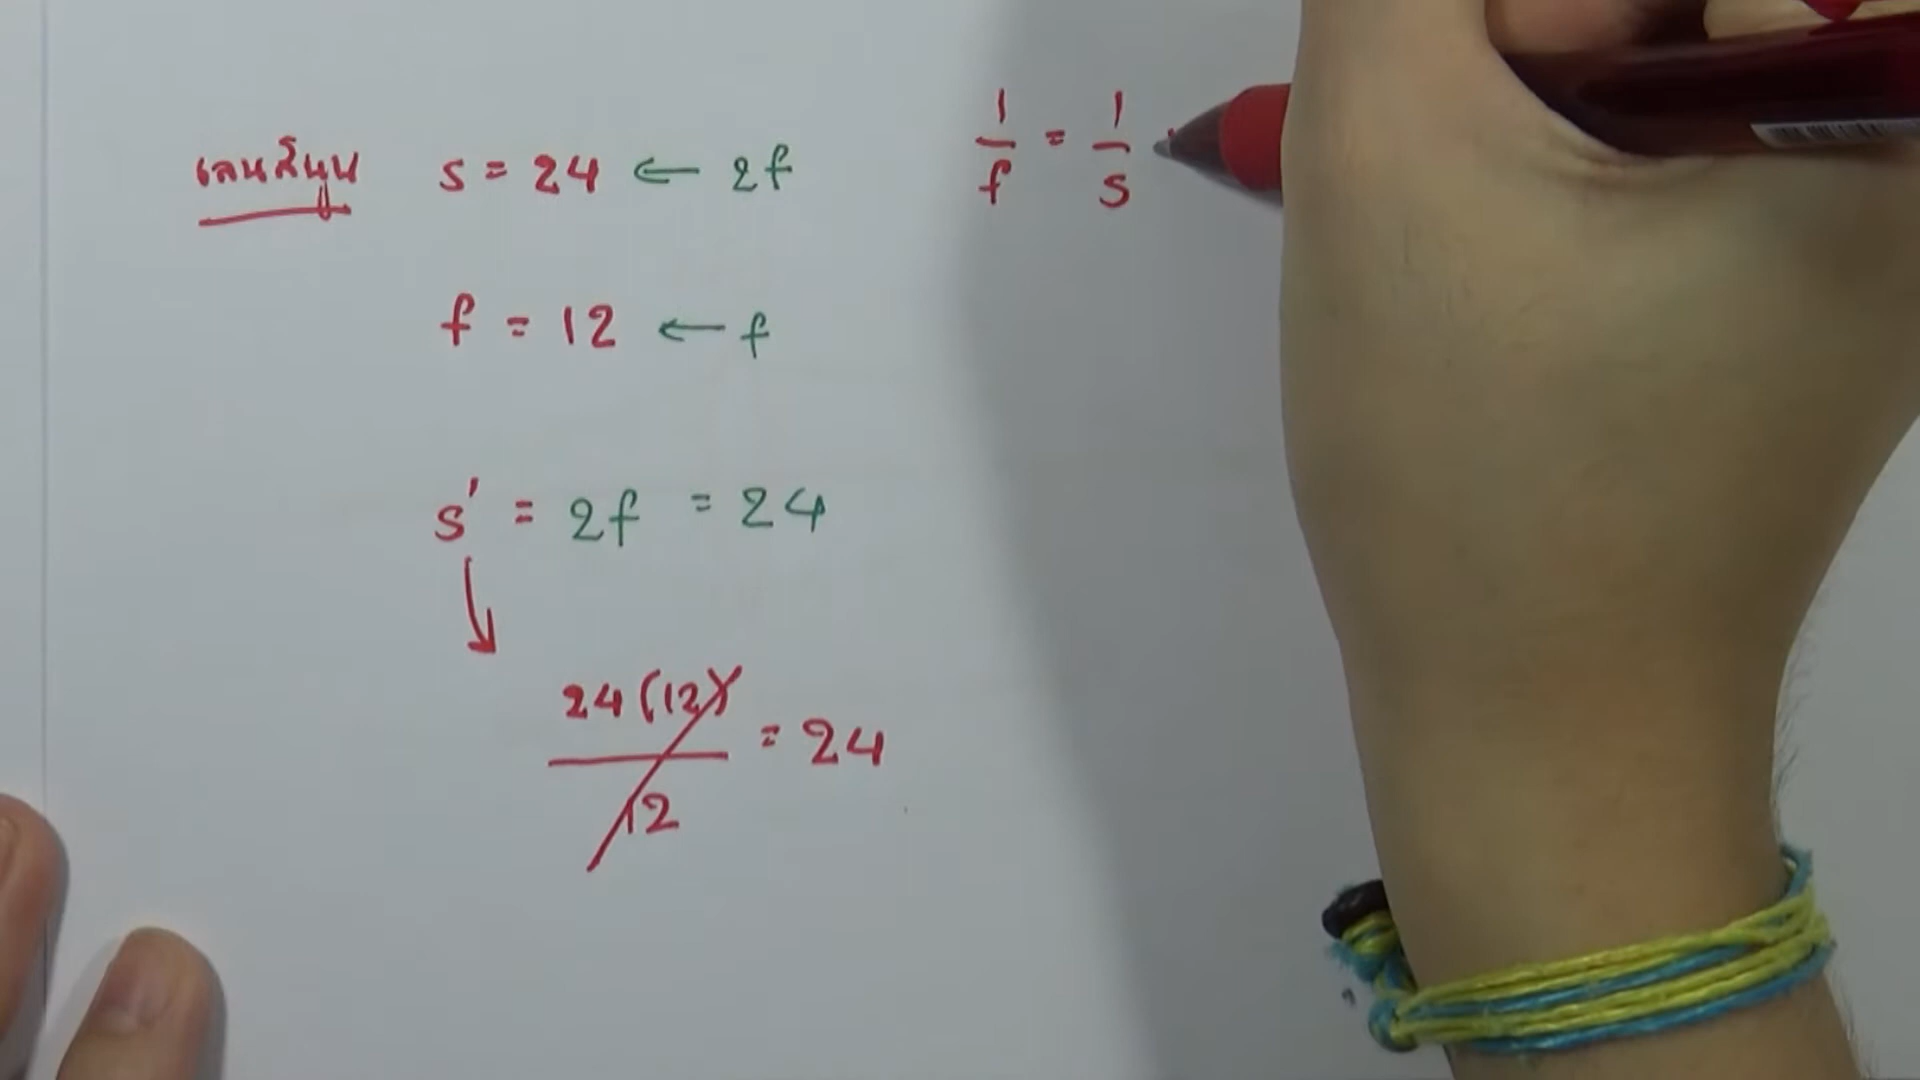 เลนส์นูน s = 24 ← 2f
f = 12 ← f
s' = 2f = 24
↓
24(12)/12 = 24
1/f = 1/s